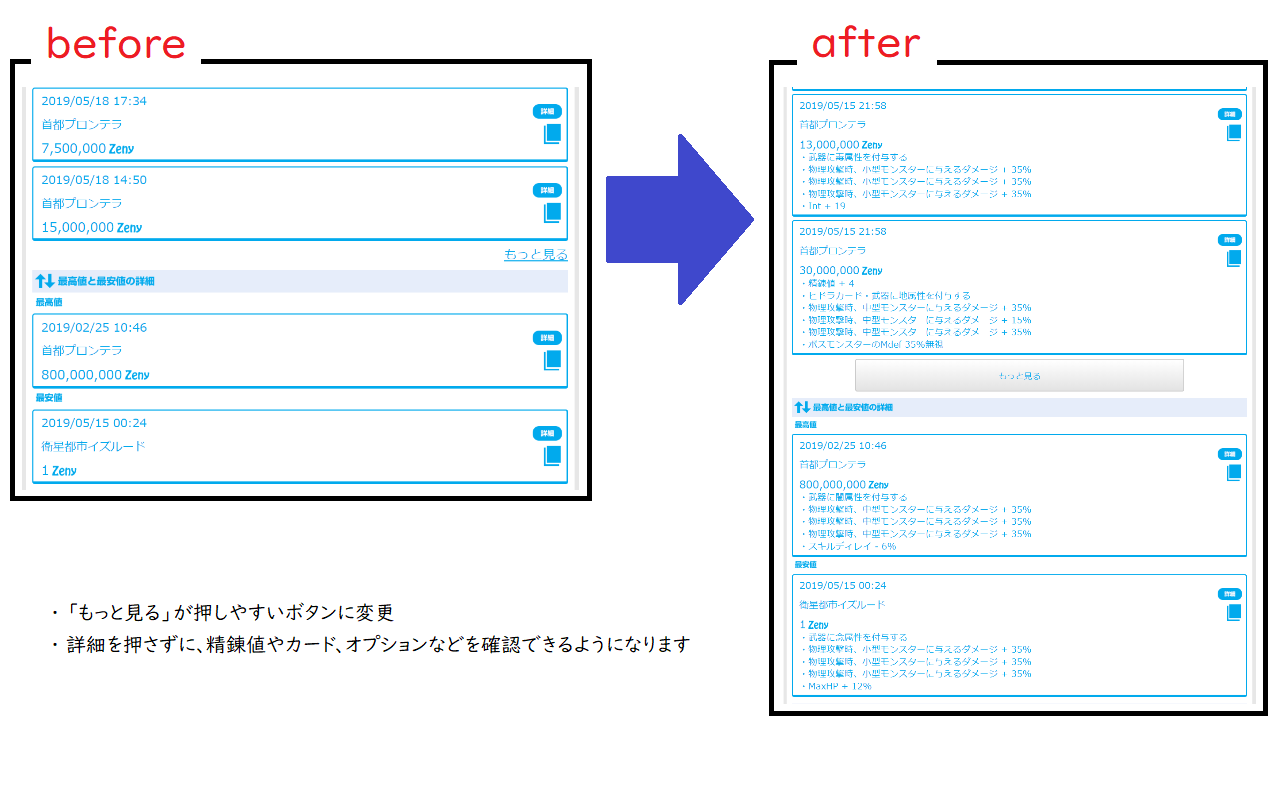 before
2019/05/18 17:34
詳細
首都プロンテラ
7,500,000 Zeny
2019/05/18 14:50
詳細
首都プロンテラ
15,000,000 Zeny
もっと見る
最高値と最安値の詳細
最高値
2019/02/25 10:46
詳細
首都プロンテラ
800,000,000 Zeny
最安値
2019/05/15 00:24
詳細
衛星都市イズルード
1 Zeny
・「もっと見る」が押しやすいボタンに変更
・詳細を押さずに、精錬値やカード、オプションなどを確認できるようになります
after
2019/05/15 21:58
詳細
首都プロンテラ
13,000,000 Zeny
・武器に毒属性を付与する
・物理攻撃時、小型モンスターに与えるダメージ + 35%
・物理攻撃時、小型モンスターに与えるダメージ + 35%
・物理攻撃時、小型モンスターに与えるダメージ + 35%
・Int + 19
2019/05/15 21:58
詳細
首都プロンテラ
30,000,000 Zeny
・精錬値 + 4
・ヒドラカード・武器に地属性を付与する
・物理攻撃時、中型モンスターに与えるダメージ + 35%
・物理攻撃時、中型モンスターに与えるダメージ + 15%
・物理攻撃時、中型モンスターに与えるダメージ + 35%
・ボスモンスターのMdef 35%無視
もっと見る
最高値と最安値の詳細
最高値
2019/02/25 10:46
詳細
首都プロンテラ
800,000,000 Zeny
・武器に闇属性を付与する
・物理攻撃時、中型モンスターに与えるダメージ + 35%
・物理攻撃時、中型モンスターに与えるダメージ + 35%
・物理攻撃時、中型モンスターに与えるダメージ + 35%
・スキルディレイ - 6%
最安値
2019/05/15 00:24
詳細
衛星都市イズルード
1 Zeny
・武器に念属性を付与する
・物理攻撃時、小型モンスターに与えるダメージ + 35%
・物理攻撃時、小型モンスターに与えるダメージ + 35%
・物理攻撃時、小型モンスターに与えるダメージ + 35%
・MaxHP + 12%